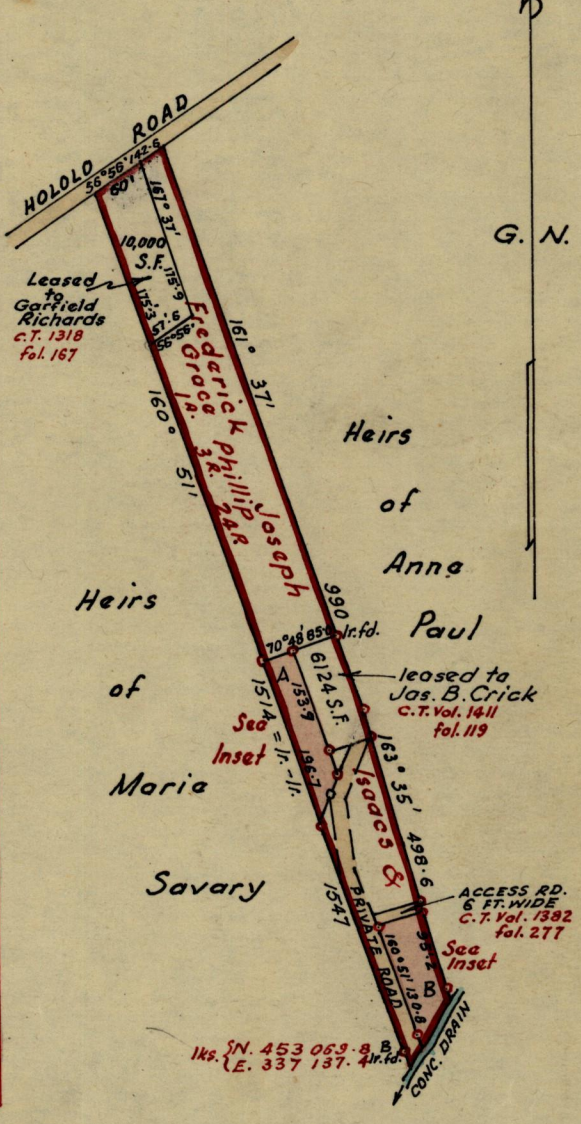 G. N.
HOLOLO ROAD
56°56' 142.6
60'
167° 37'
10,000
S.F.
175.9
175.3
57.6
56°56'
Leased
to
Garfield
Richards
C.T. 1318
fol. 167
161° 37'
160° 51'
Frederick Phillip Joseph
Grace
1A. 3R. 24P.
Isaacs &
Heirs
of
Anna
Paul
990
Ir.fd.
70°48' 85.0
6124 S.F.
leased to
Jas. B. Crick
C.T. Vol. 1411
fol. 119
Heirs
of
Marie
Savary
A
153.9
196.7
See
Inset
1514 = Ir. - Ir.
163° 35'
498.6
1547
PRIVATE ROAD
ACCESS RD.
6 FT. WIDE
C.T. Vol. 1382
fol. 277
See
Inset
B
160°51' 130.8
lks. {N. 453 069.8 B
E. 337 137.4 Ir.fd.
CONC. DRAIN